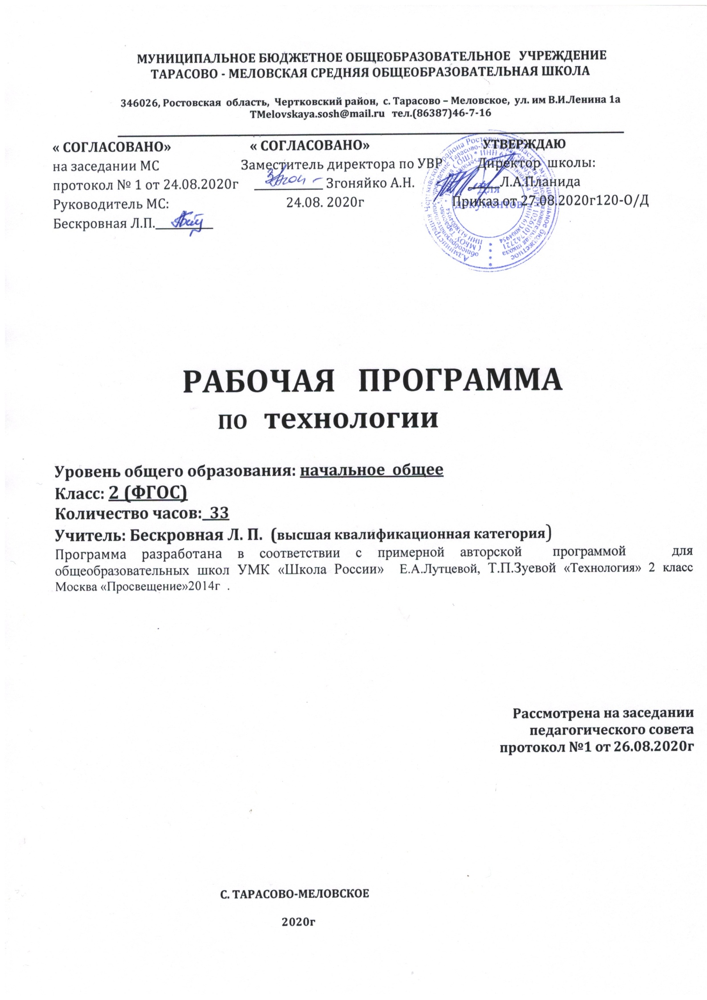 МУНИЦИПАЛЬНОЕ БЮДЖЕТНОЕ ОБЩЕОБРАЗОВАТЕЛЬНОЕ УЧРЕЖДЕНИЕ
ТАРАСОВО - МЕЛОВСКАЯ СРЕДНЯЯ ОБЩЕОБРАЗОВАТЕЛЬНАЯ ШКОЛА
346026, Ростовская область, Чертковский район, с. Тарасово – Меловское, ул. им В.И.Ленина 1а
TMelovskaya.sosh@mail.ru тел.(86387)46-7-16
« СОГЛАСОВАНО»
на заседании МС
протокол № 1 от 24.08.2020г
Руководитель МС:
Бескровная Л.П.
« СОГЛАСОВАНО»
Заместитель директора по УВР
Згоняйко А.Н.
24.08. 2020г
УТВЕРЖДАЮ
Директор школы:
Л.А.Планида
Приказ от 27.08.2020г120-О/Д
Для
документов
РАБОЧАЯ ПРОГРАММА
по технологии
Уровень общего образования: начальное общее
Класс: 2 (ФГОС)
Количество часов: 33
Учитель: Бескровная Л. П. (высшая квалификационная категория)
Программа разработана в соответствии с примерной авторской программой для
общеобразовательных школ УМК «Школа России» Е.А.Лутцевой, Т.П.Зуевой «Технология» 2 класс
Москва «Просвещение»2014г .
Рассмотрена на заседании
педагогического совета
протокол №1 от 26.08.2020г
С. ТАРАСОВО-МЕЛОВСКОЕ
2020г